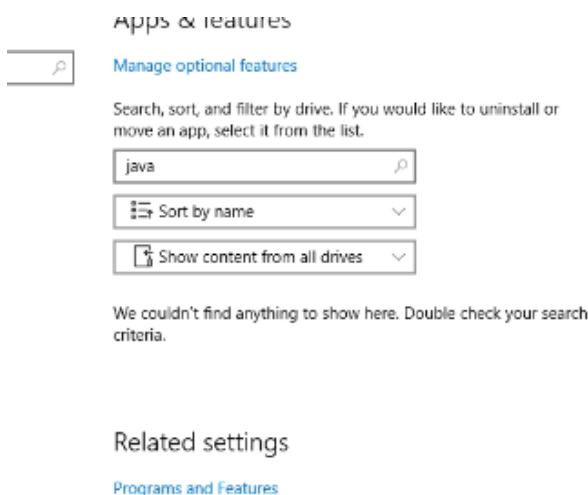 Apps & features
Manage optional features
Search, sort, and filter by drive. If you would like to uninstall or
move an app, select it from the list.
java
Sort by name
Show content from all drives
We couldn't find anything to show here. Double check your search
criteria.
Related settings
Programs and Features